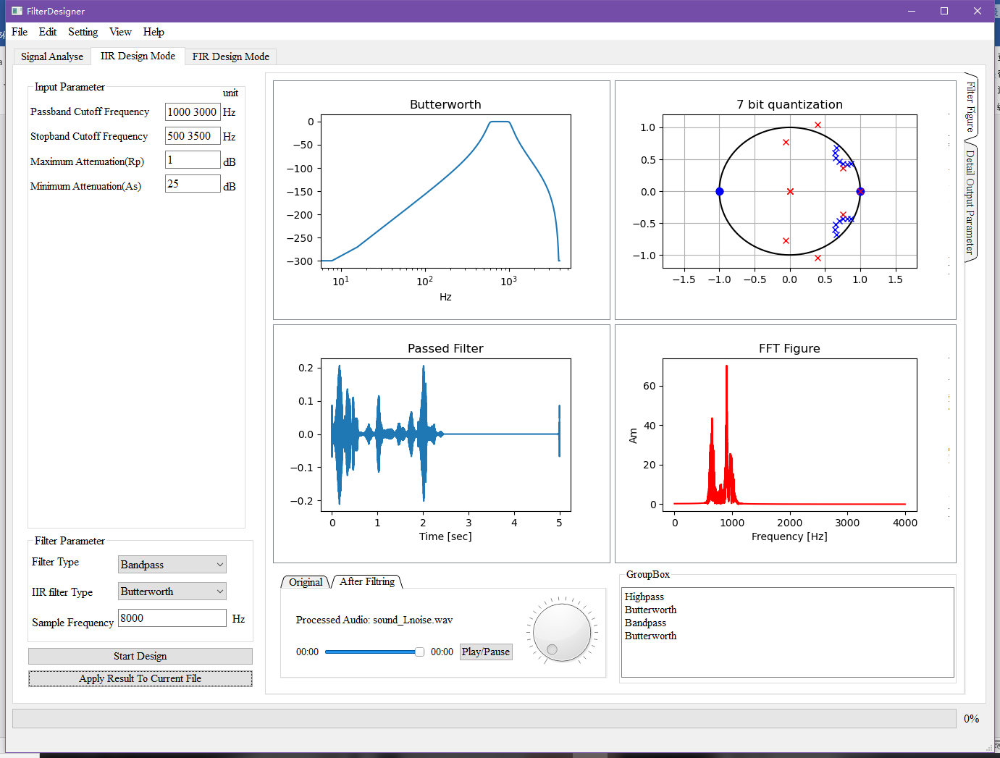 FilterDesigner
File Edit Setting View Help
Signal Analyse IIR Design Mode FIR Design Mode
Input Parameter
unit
Passband Cutoff Frequency 1000 3000 Hz
Stopband Cutoff Frequency 500 3500 Hz
Maximum Attenuation(Rp) 1 dB
Minimum Attenuation(As) 25 dB
Filter Parameter
Filter Type Bandpass
IIR filter Type Butterworth
Sample Frequency 8000 Hz
Start Design
Apply Result To Current File
Butterworth
0
−50
−100
−150
−200
−250
−300
10¹ 10² 10³
Hz
7 bit quantization
1.0
0.5
0.0
−0.5
−1.0
−1.5 −1.0 −0.5 0.0 0.5 1.0 1.5
Filter Figure
Detail Output Parameter
Passed Filter
0.2
0.1
0.0
−0.1
−0.2
0 1 2 3 4 5
Time [sec]
FFT Figure
Am
60
40
20
0
0 1000 2000 3000 4000
Frequency [Hz]
Original After Filtring
Processed Audio: sound_Lnoise.wav
00:00 00:00 Play/Pause
GroupBox
Highpass
Butterworth
Bandpass
Butterworth
0%